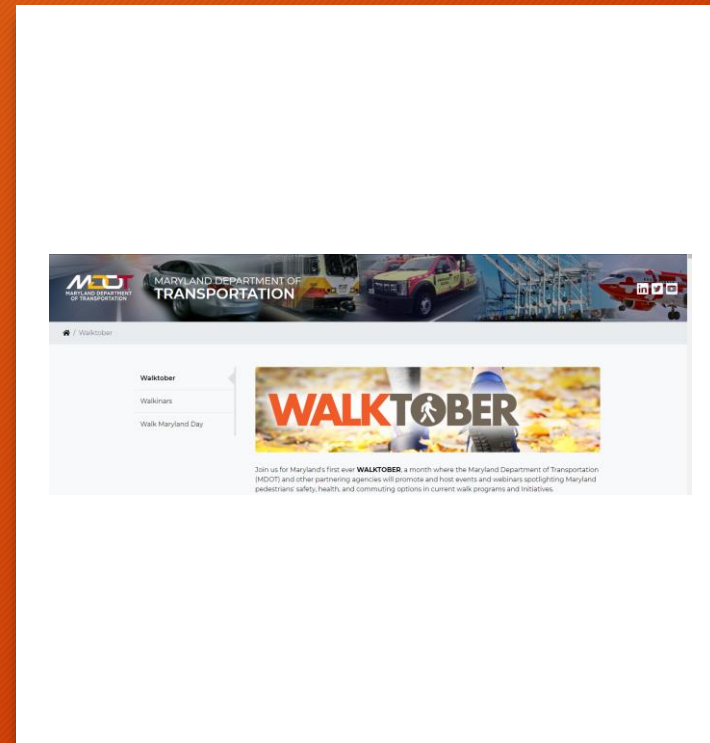 MDOT
MARYLAND DEPARTMENT
OF TRANSPORTATION
MARYLAND DEPARTMENT OF
TRANSPORTATION
in
/ Walktober
Walktober
Walkinars
Walk Maryland Day
WALKTOBER
Join us for Maryland's first ever WALKTOBER, a month where the Maryland Department of Transportation
(MDOT) and other partnering agencies will promote and host events and webinars spotlighting Maryland
pedestrians' safety, health, and commuting options in current walk programs and Initiatives.